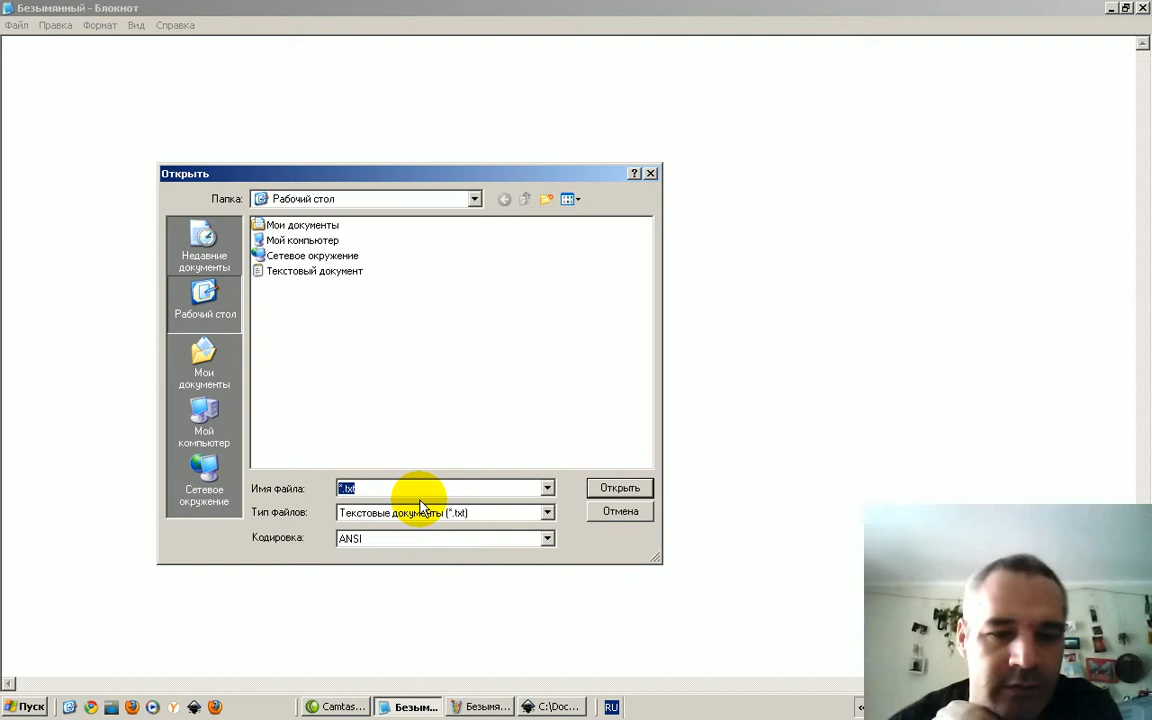 Безымянный - Блокнот
Файл Правка Формат Вид Справка
Открыть
Папка: Рабочий стол
Недавние
документы
Рабочий стол
Мои
документы
Мой
компьютер
Сетевое
окружение
Мои документы
Мой компьютер
Сетевое окружение
Текстовый документ
Имя файла: *.txt Открыть
Тип файлов: Текстовые документы (*.txt) Отмена
Кодировка: ANSI
Пуск Camtas... Безым... Безымя... C:\Doc... RU